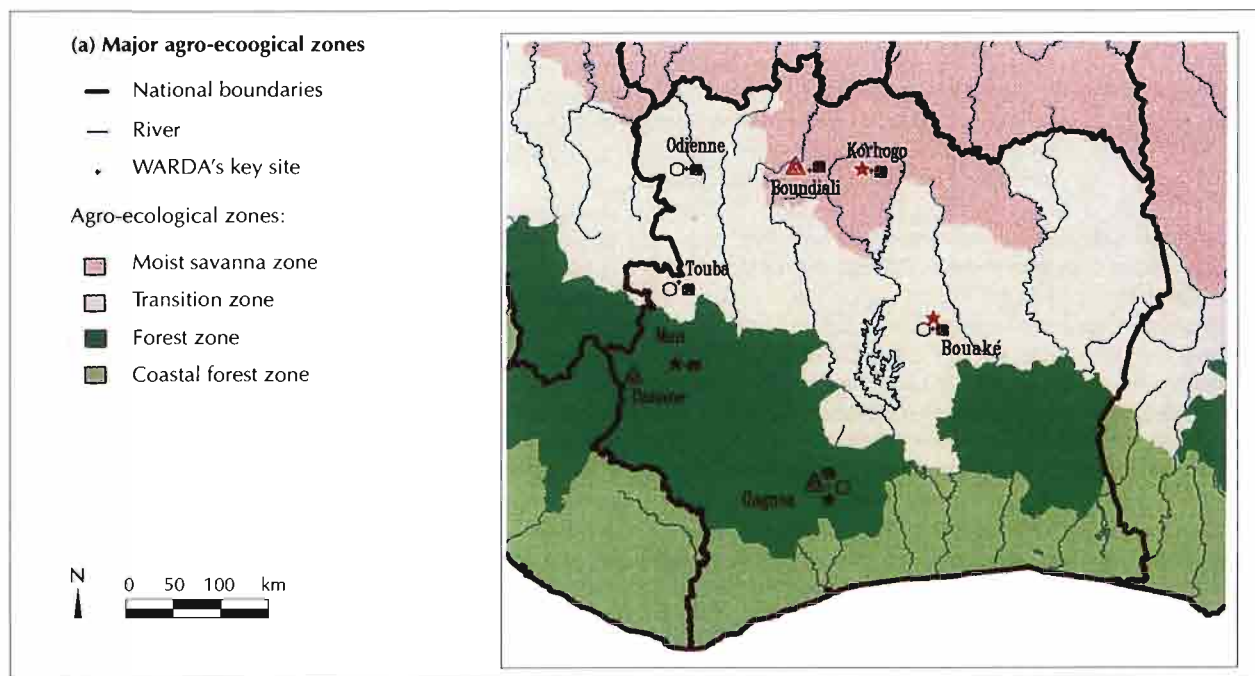 (a) Major agro-ecoogical zones
National boundaries
River
WARDA's key site
Agro-ecological zones:
Moist savanna zone
Transition zone
Forest zone
Coastal forest zone
N
0 50 100 km
Odienne
Boundiali
Korhogo
Touba
Man
Bouaké
Gagnoa